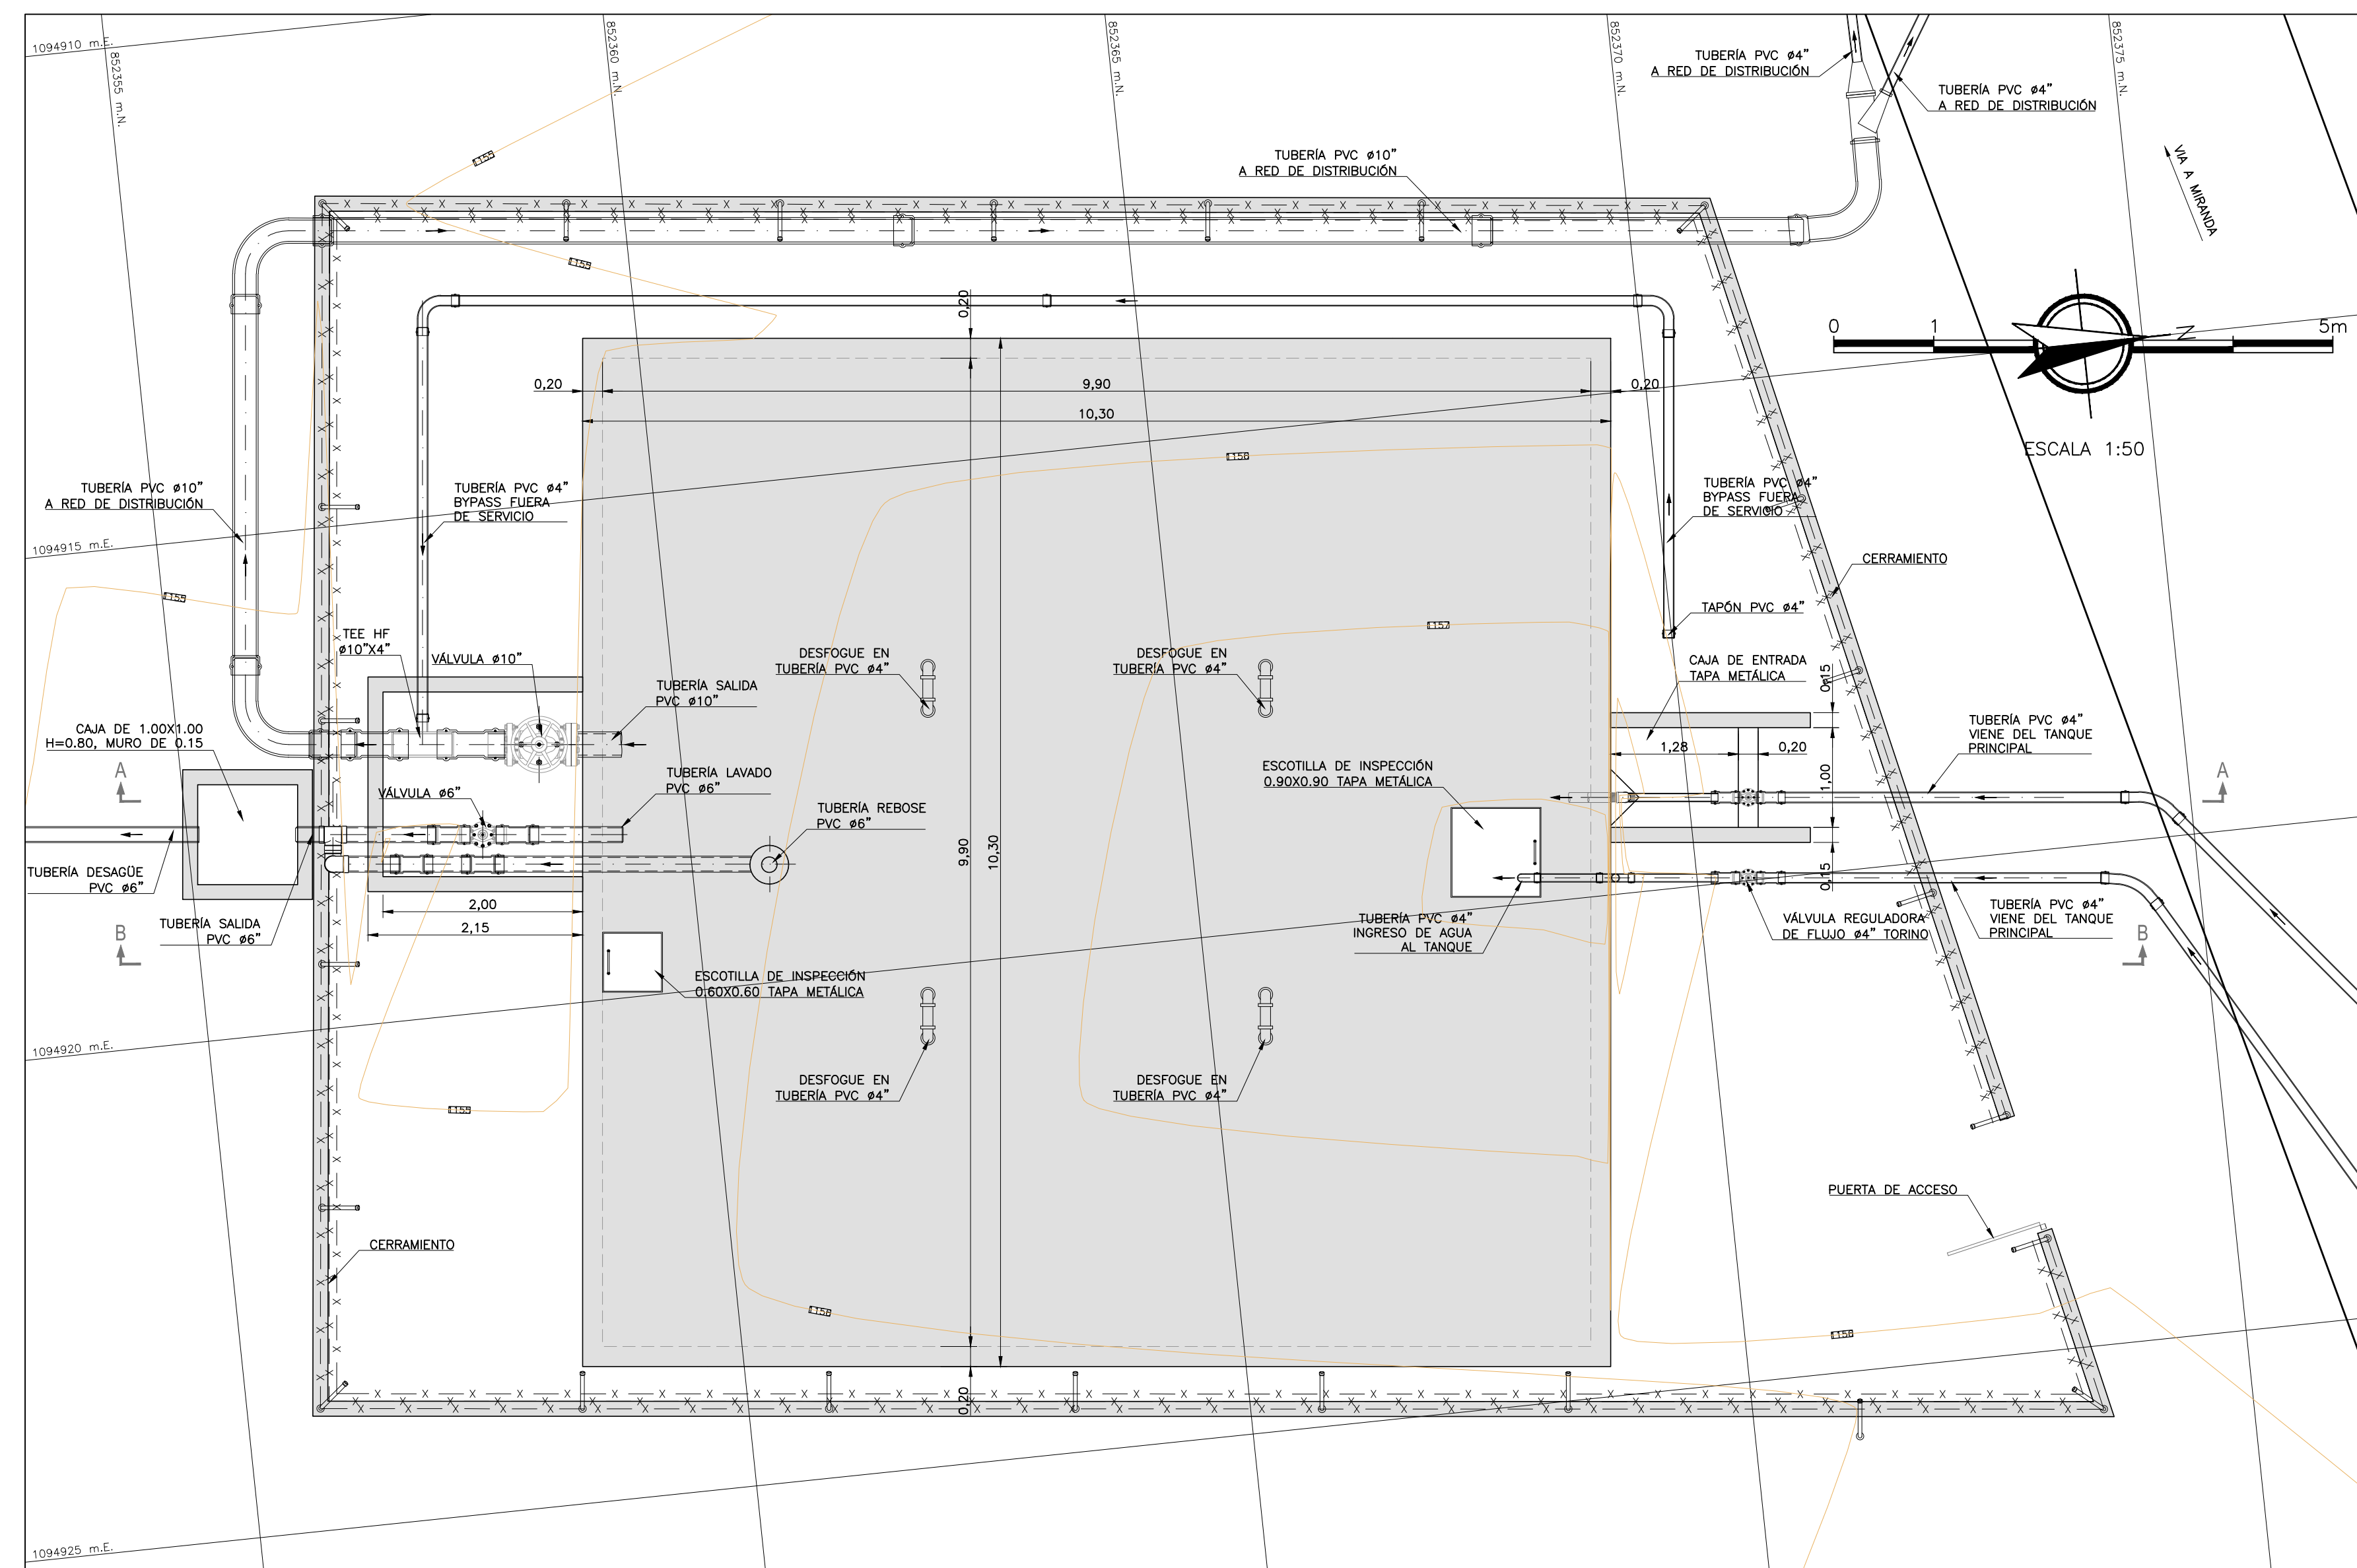 1094910 m.E.
852355 m.N.
852360 m.N.
852365 m.N.
852370 m.N.
852375 m.N.
TUBERÍA PVC ø4"
A RED DE DISTRIBUCIÓN
TUBERÍA PVC ø4"
A RED DE DISTRIBUCIÓN
VIA A MIRANDA
1155
TUBERÍA PVC ø10"
A RED DE DISTRIBUCIÓN
1155
0,20
N
0
1
5m
ESCALA 1:50
0,20
9,90
0,20
10,30
1156
TUBERÍA PVC ø10"
A RED DE DISTRIBUCIÓN
TUBERÍA PVC ø4"
BYPASS FUERA
DE SERVICIO
TUBERÍA PVC ø4"
BYPASS FUERA
DE SERVICIO
1094915 m.E.
CERRAMIENTO
1155
TAPÓN PVC ø4"
1157
TEE HF
ø10"X4"
VÁLVULA ø10"
DESFOGUE EN
TUBERÍA PVC ø4"
DESFOGUE EN
TUBERÍA PVC ø4"
CAJA DE ENTRADA
TAPA METÁLICA
0,15
TUBERÍA SALIDA
PVC ø10"
CAJA DE 1.00X1.00
H=0.80, MURO DE 0.15
TUBERÍA PVC ø4"
VIENE DEL TANQUE
PRINCIPAL
1,28
0,20
1,00
A
TUBERÍA LAVADO
PVC ø6"
ESCOTILLA DE INSPECCIÓN
0.90X0.90 TAPA METÁLICA
A
VÁLVULA ø6"
TUBERÍA REBOSE
PVC ø6"
9,90
10,30
0,15
TUBERÍA DESAGÜE
PVC ø6"
2,00
2,15
TUBERÍA SALIDA
PVC ø6"
TUBERÍA PVC ø4"
INGRESO DE AGUA
AL TANQUE
VÁLVULA REGULADORA
DE FLUJO ø4" TORINO
TUBERÍA PVC ø4"
VIENE DEL TANQUE
PRINCIPAL
B
B
ESCOTILLA DE INSPECCIÓN
0.60X0.60 TAPA METÁLICA
1094920 m.E.
DESFOGUE EN
TUBERÍA PVC ø4"
DESFOGUE EN
TUBERÍA PVC ø4"
1155
PUERTA DE ACCESO
CERRAMIENTO
1156
1156
0,20
1094925 m.E.